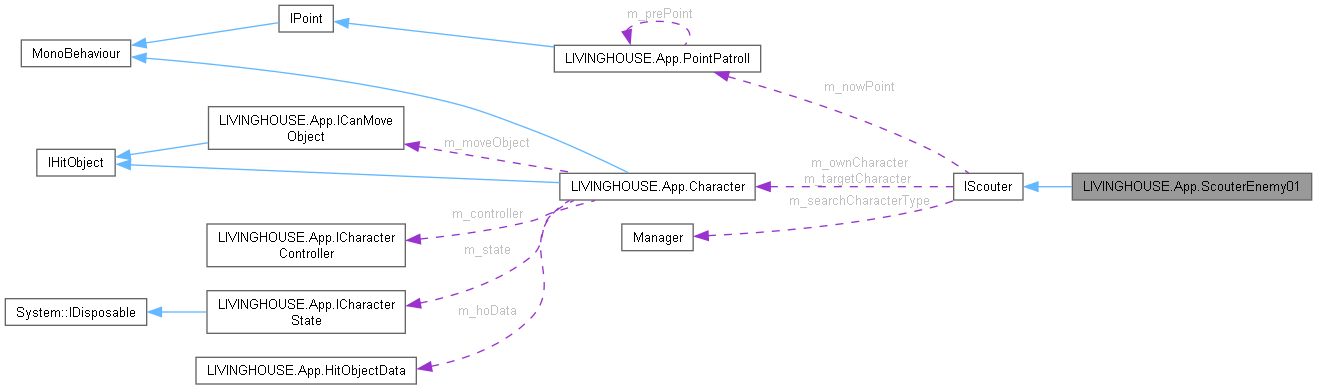 m_prePoint
IPoint
MonoBehaviour
LIVINGHOUSE.App.PointPatroll
m_nowPoint
LIVINGHOUSE.App.ICanMove
Object
m_moveObject
IHitObject
m_ownCharacter
m_targetCharacter
LIVINGHOUSE.App.Character
IScouter
LIVINGHOUSE.App.ScouterEnemy01
m_searchCharacterType
m_controller
Manager
LIVINGHOUSE.App.ICharacter
Controller
m_state
LIVINGHOUSE.App.ICharacter
State
System::IDisposable
m_hoData
LIVINGHOUSE.App.HitObjectData